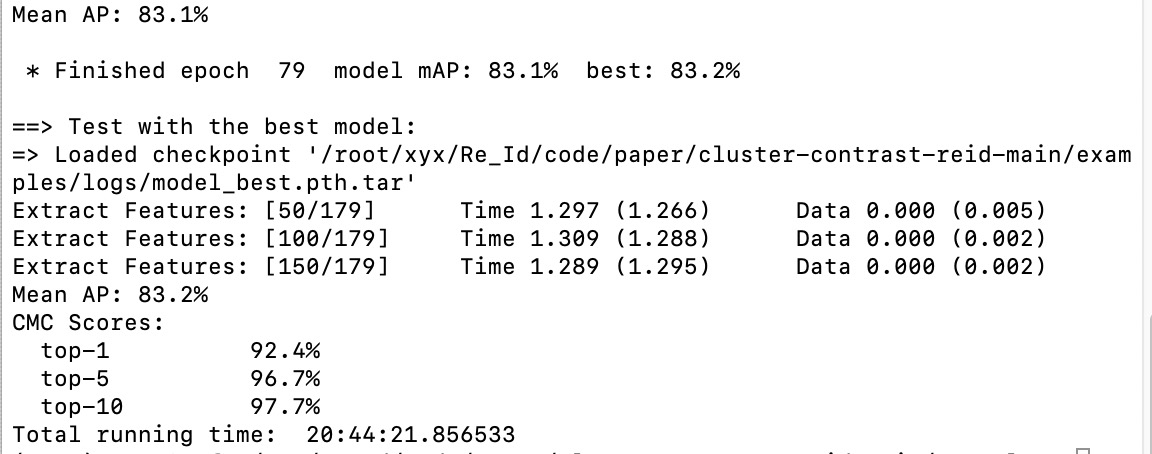 Mean AP: 83.1%
* Finished epoch  79  model mAP: 83.1%  best: 83.2%
==> Test with the best model:
=> Loaded checkpoint '/root/xyx/Re_Id/code/paper/cluster-contrast-reid-main/exam
ples/logs/model_best.pth.tar'
Extract Features: [50/179]      Time 1.297 (1.266)      Data 0.000 (0.005)
Extract Features: [100/179]     Time 1.309 (1.288)      Data 0.000 (0.002)
Extract Features: [150/179]     Time 1.289 (1.295)      Data 0.000 (0.002)
Mean AP: 83.2%
CMC Scores:
  top-1          92.4%
  top-5          96.7%
  top-10         97.7%
Total running time:  20:44:21.856533